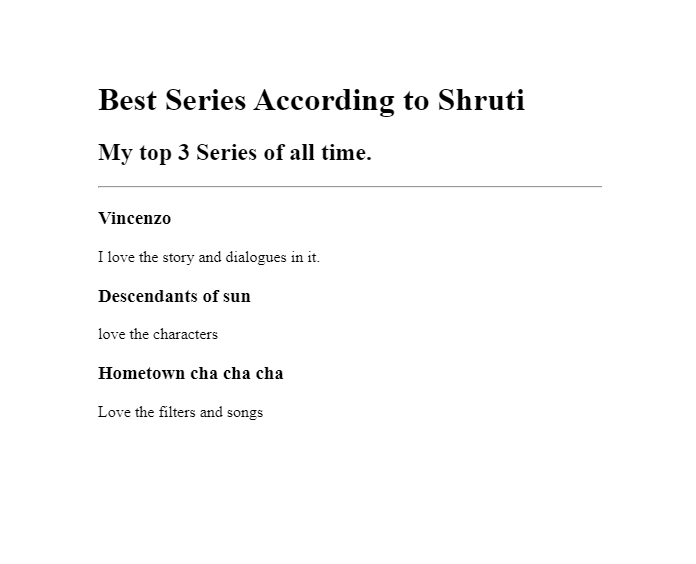 Best Series According to Shruti
My top 3 Series of all time.
Vincenzo
I love the story and dialogues in it.
Descendants of sun
love the characters
Hometown cha cha cha
Love the filters and songs